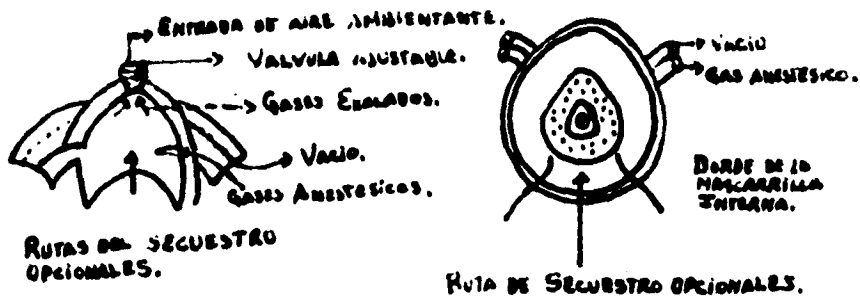 ENTRADA DE AIRE AMBIENTANTE.
VALVULA AJUSTABLE.
GASES EXALADOS.
VACIO.
GASES ANESTESICOS.
RUTAS DEL SECUESTRO
OPCIONALES.
VACIO
GAS ANESTESICO.
BORDE DE LA
MASCARRILLA
INTERNA.
RUTA DE SECUESTRO OPCIONALES.